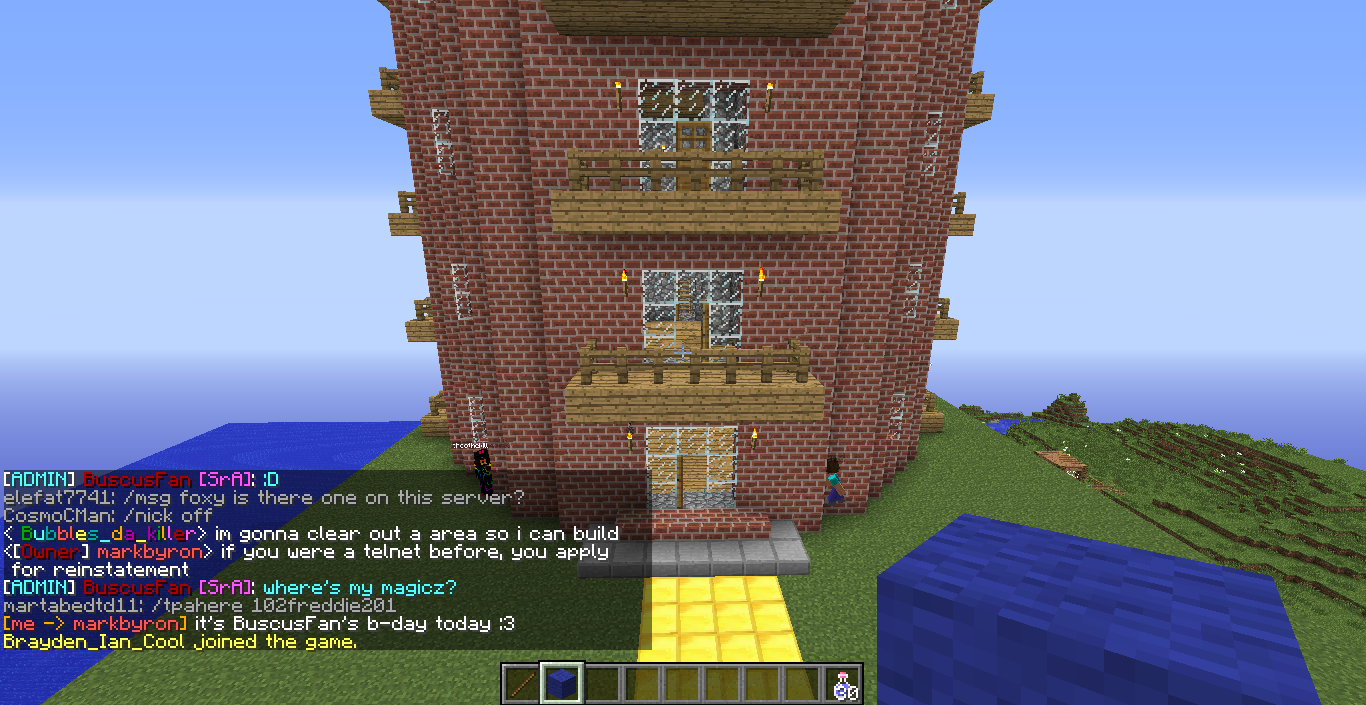 [ADMIN] BuscusFan [SrA]: :D
elefat7741: /msg foxy is there one on this server?
CosmoCMan: /nick off
< Bubbles_da_killer> im gonna clear out a area so i can build
<[Owner] markbyron> if you were a telnet before, you apply
for reinstatement
[ADMIN] BuscusFan [SrA]: where's my magicz?
martabedtd11: /tpahere 102freddie201
[me -> markbyron] it's BuscusFan's b-day today :3
Brayden_Ian_Cool joined the game.
30